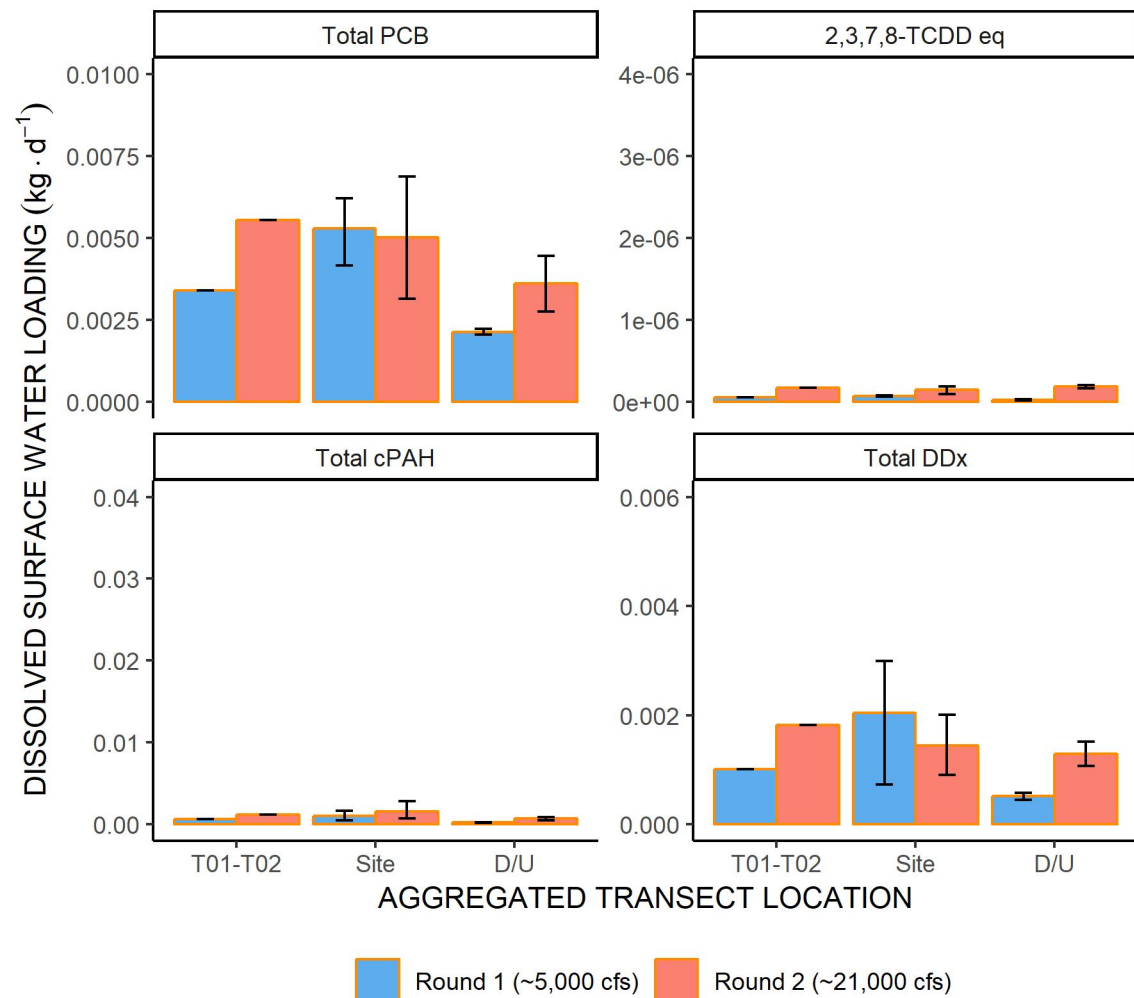 Total PCB
2,3,7,8-TCDD eq
0.0100
0.0075
0.0050
0.0025
0.0000
4e-06
3e-06
2e-06
1e-06
0e+00
Total cPAH
Total DDx
0.04
0.03
0.02
0.01
0.00
0.006
0.004
0.002
0.000
T01-T02 Site D/U
T01-T02 Site D/U
DISSOLVED SURFACE WATER LOADING (kg · d⁻¹)
AGGREGATED TRANSECT LOCATION
Round 1 (~5,000 cfs)
Round 2 (~21,000 cfs)